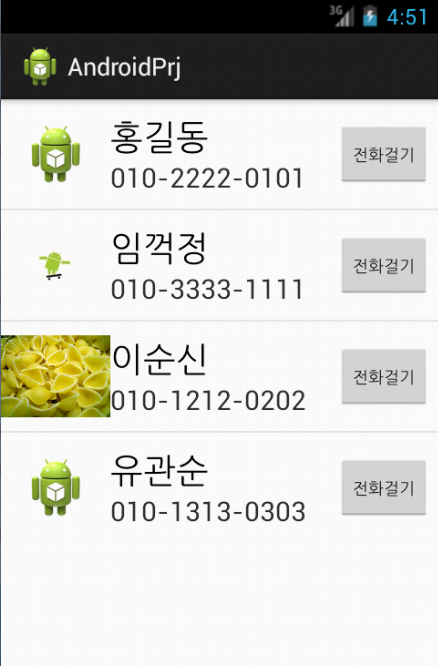 3G 4:51
AndroidPrj
홍길동
010-2222-0101
전화걸기
임꺽정
010-3333-1111
전화걸기
이순신
010-1212-0202
전화걸기
유관순
010-1313-0303
전화걸기